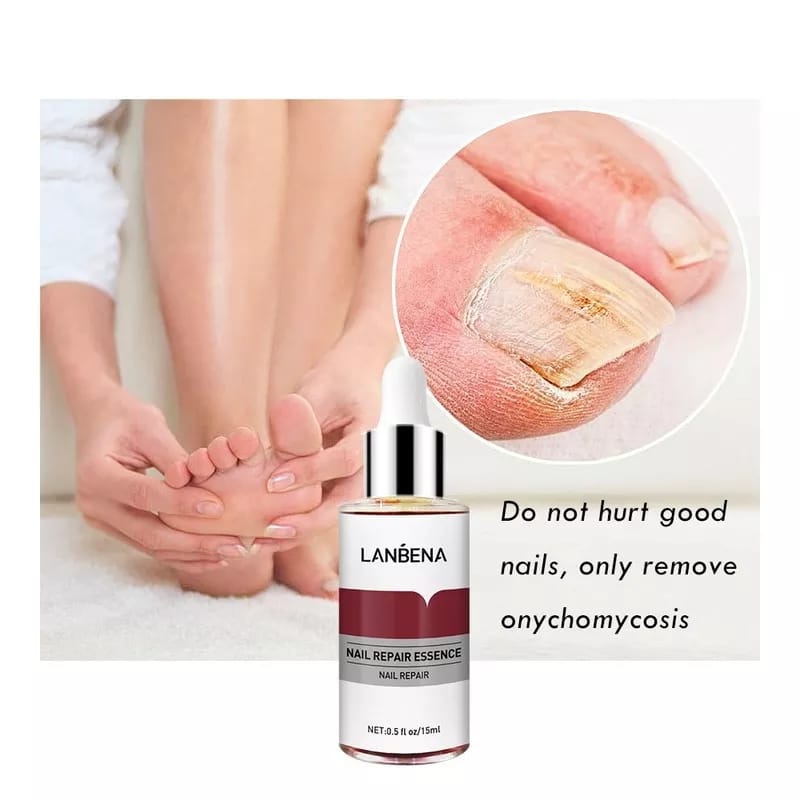 Do not hurt good
nails, only remove
onychomycosis
LANBENA
NAIL REPAIR ESSENCE
NAIL REPAIR
NET:0.5 fl oz/15ml